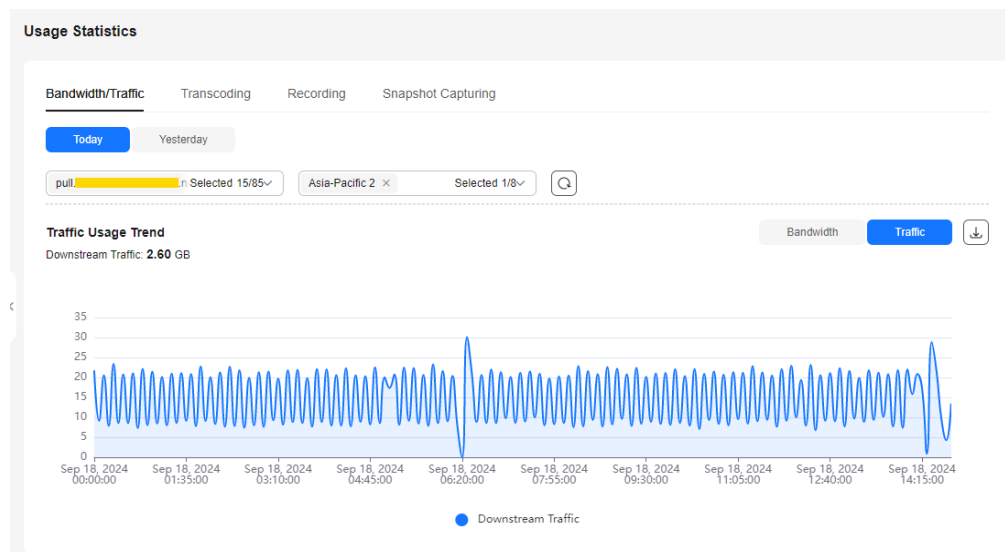 Usage Statistics
Bandwidth/Traffic Transcoding Recording Snapshot Capturing
Today Yesterday
pull. .n Selected 15/85 Asia-Pacific 2 × Selected 1/8
Traffic Usage Trend Bandwidth Traffic
Downstream Traffic: 2.60 GB
35
30
25
20
15
10
5
0
Sep 18, 2024 Sep 18, 2024 Sep 18, 2024 Sep 18, 2024 Sep 18, 2024 Sep 18, 2024 Sep 18, 2024 Sep 18, 2024 Sep 18, 2024 Sep 18, 2024
00:00:00 01:35:00 03:10:00 04:45:00 06:20:00 07:55:00 09:30:00 11:05:00 12:40:00 14:15:00
Downstream Traffic